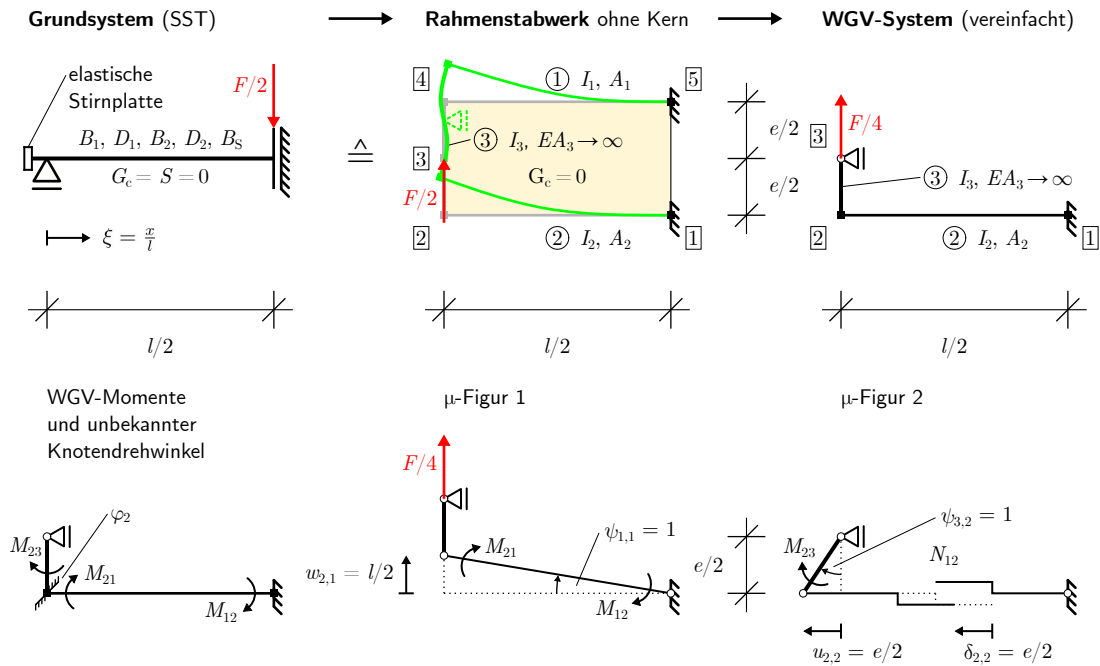 Grundsystem (SST)
Rahmenstabwerk ohne Kern
WGV-System (vereinfacht)
elastische
Stirnplatte
F/2
B₁, D₁, B₂, D₂, B_S
G_c = S = 0
ξ = x/l
l/2
≙
4
1 I₁, A₁
5
3 I₃, EA₃ → ∞
3
G_c = 0
F/2
2
2 I₂, A₂
1
e/2
e/2
l/2
3
F/4
3 I₃, EA₃ → ∞
2
2 I₂, A₂
1
l/2
WGV-Momente
und unbekannter
Knotendrehwinkel
φ₂
M₂₃
M₂₁
M₁₂
μ-Figur 1
F/4
ψ₁,₁ = 1
M₂₁
w₂,₁ = l/2
M₁₂
μ-Figur 2
e/2
ψ₃,₂ = 1
M₂₃
N₁₂
u₂,₂ = e/2
δ₂,₂ = e/2